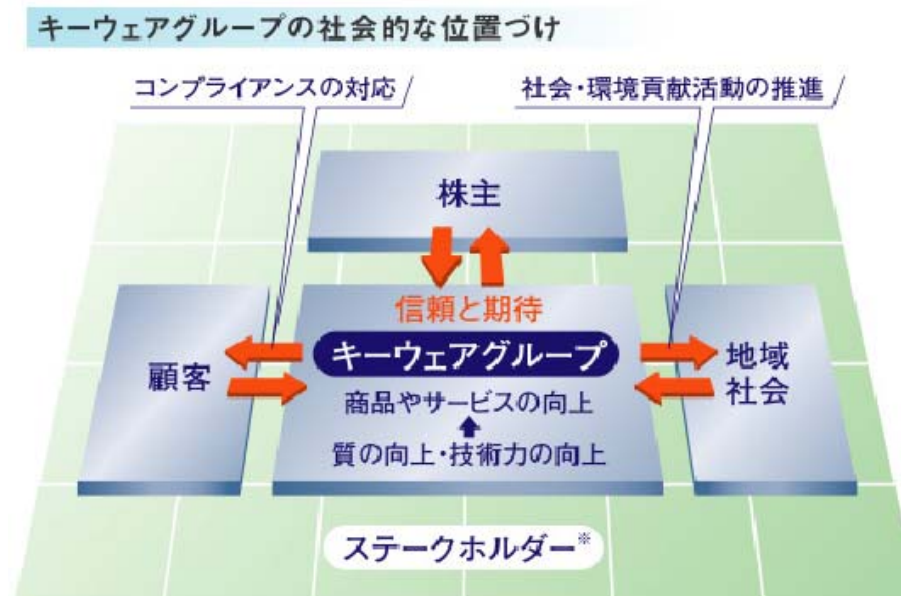 キーウェアグループの社会的な位置づけ
コンプライアンスの対応
社会・環境貢献活動の推進
株主
信頼と期待
キーウェアグループ
商品やサービスの向上
質の向上・技術力の向上
顧客
地域
社会
ステークホルダー※